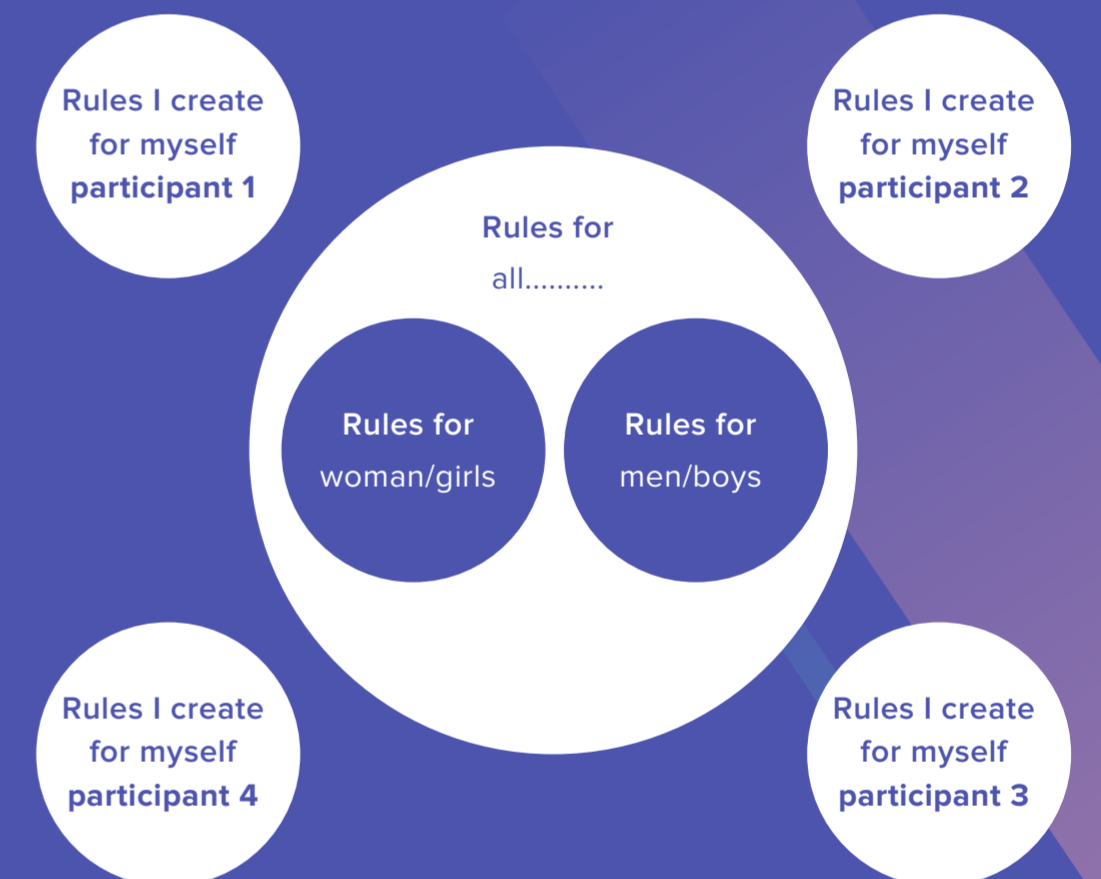 Rules I create
for myself
participant 1
Rules I create
for myself
participant 2
Rules for
all..........
Rules for
woman/girls
Rules for
men/boys
Rules I create
for myself
participant 4
Rules I create
for myself
participant 3